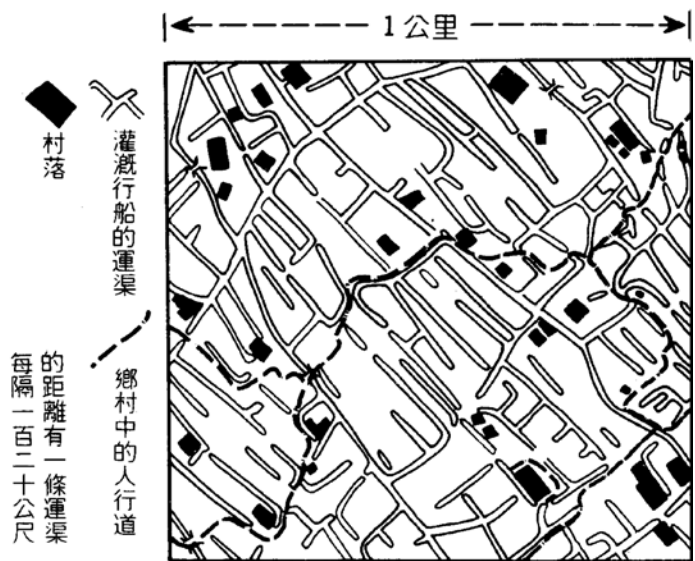 1公里
灌漑行船的運渠
村落
鄉村中的人行道
每隔一百二十公尺
的距離有一條運渠